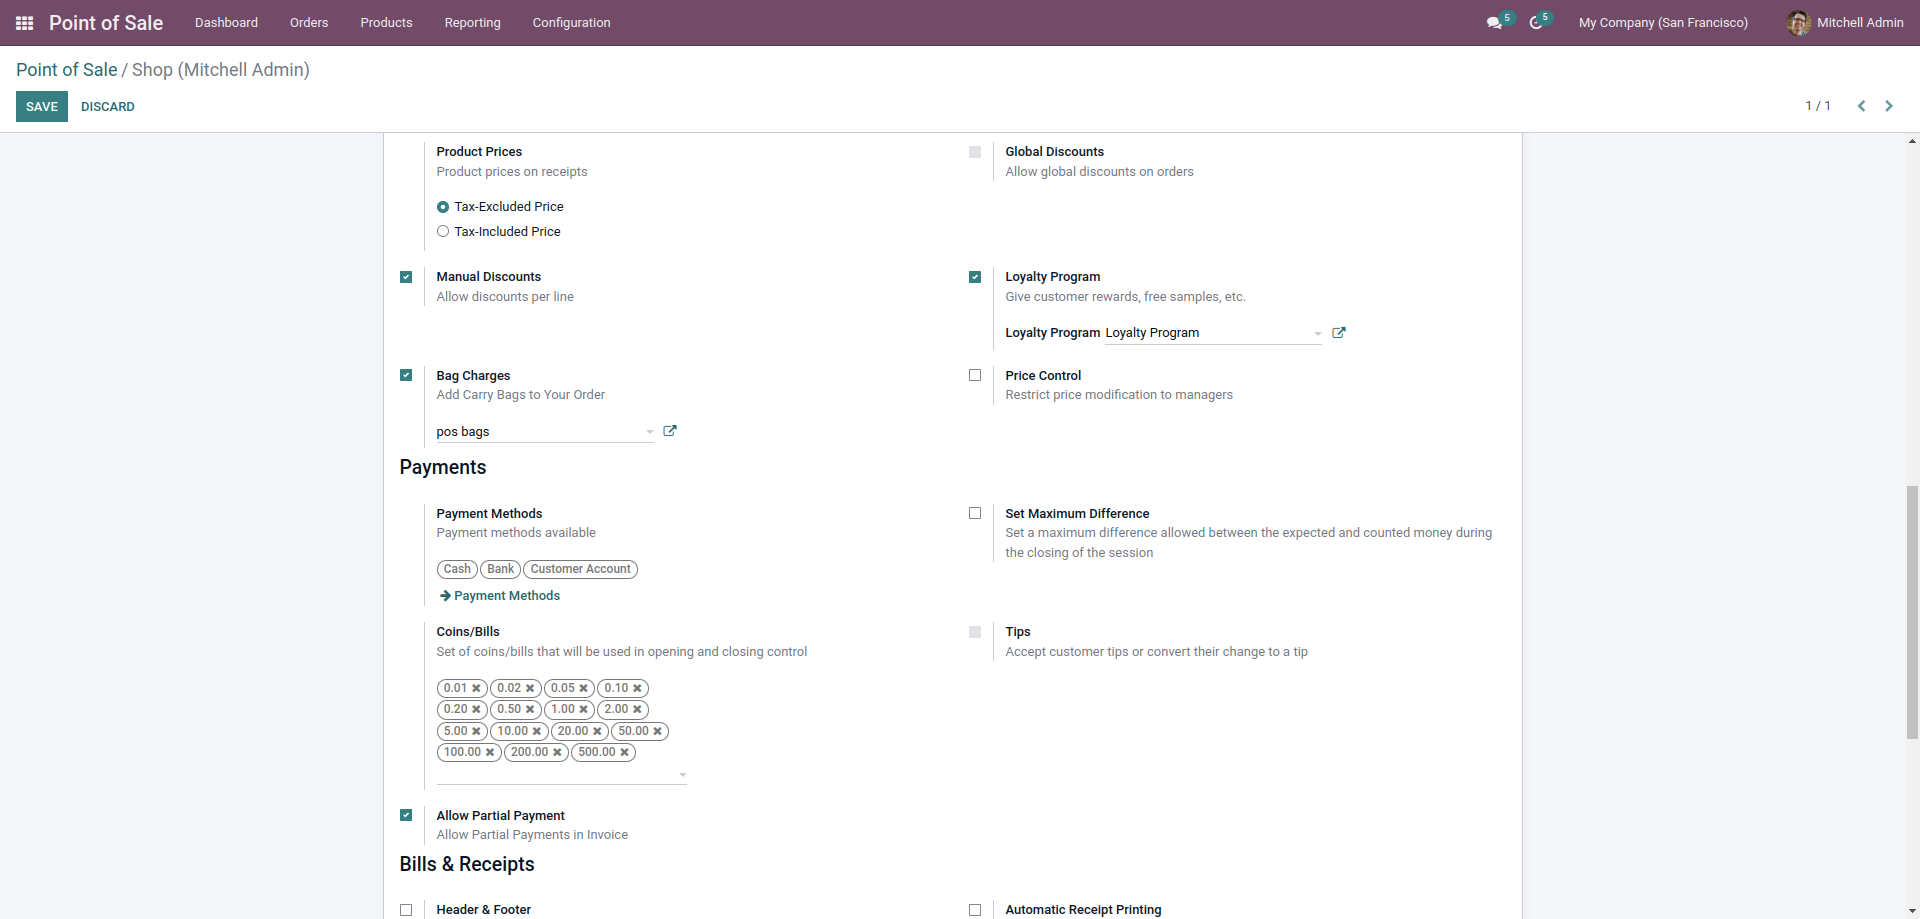 Point of Sale Dashboard Orders Products Reporting Configuration 5 5 My Company (San Francisco) Mitchell Admin
Point of Sale / Shop (Mitchell Admin)
SAVE DISCARD 1 / 1
Product Prices
Product prices on receipts
Tax-Excluded Price
Tax-Included Price
Global Discounts
Allow global discounts on orders
Manual Discounts
Allow discounts per line
Loyalty Program
Give customer rewards, free samples, etc.
Loyalty Program Loyalty Program
Bag Charges
Add Carry Bags to Your Order
pos bags
Price Control
Restrict price modification to managers
Payments
Payment Methods
Payment methods available
Cash Bank Customer Account
Payment Methods
Set Maximum Difference
Set a maximum difference allowed between the expected and counted money during
the closing of the session
Coins/Bills
Set of coins/bills that will be used in opening and closing control
0.01 0.02 0.05 0.10
0.20 0.50 1.00 2.00
5.00 10.00 20.00 50.00
100.00 200.00 500.00
Tips
Accept customer tips or convert their change to a tip
Allow Partial Payment
Allow Partial Payments in Invoice
Bills & Receipts
Header & Footer
Automatic Receipt Printing